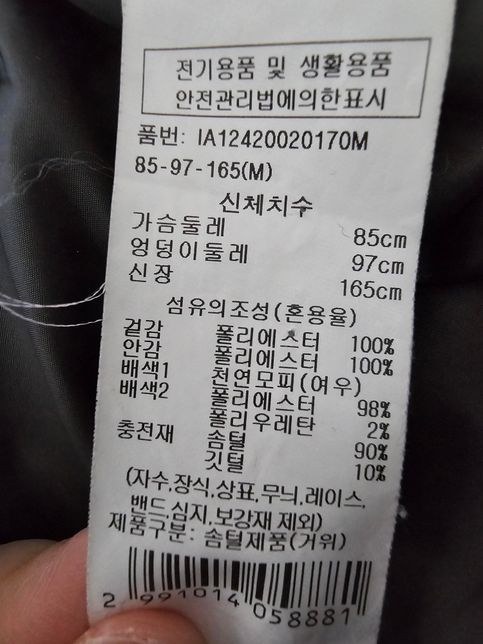 전기용품 및 생활용품
안전관리법에의한표시
품번: IA12420020170M
85-97-165(M)
신체치수
가슴둘레 85cm
엉덩이둘레 97cm
신장 165cm
섬유의조성(혼용율)
겉감 폴리에스터 100%
안감 폴리에스터 100%
배색1 천연모피(여우)
배색2 폴리에스터 98%
폴리우레탄 2%
충전재 솜털 90%
깃털 10%
(자수,장식,상표,무늬,레이스,
밴드,심지,보강재 제외)
제품구분: 솜털제품(거위)
2 991014 058881